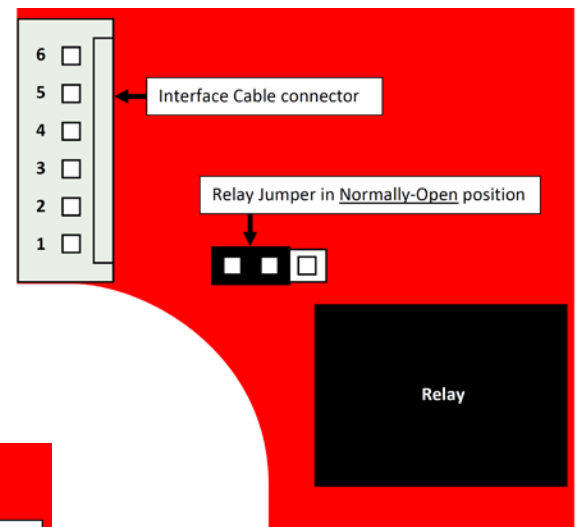 6
5
Interface Cable connector
4
3
Relay Jumper in Normally-Open position
2
1
Relay